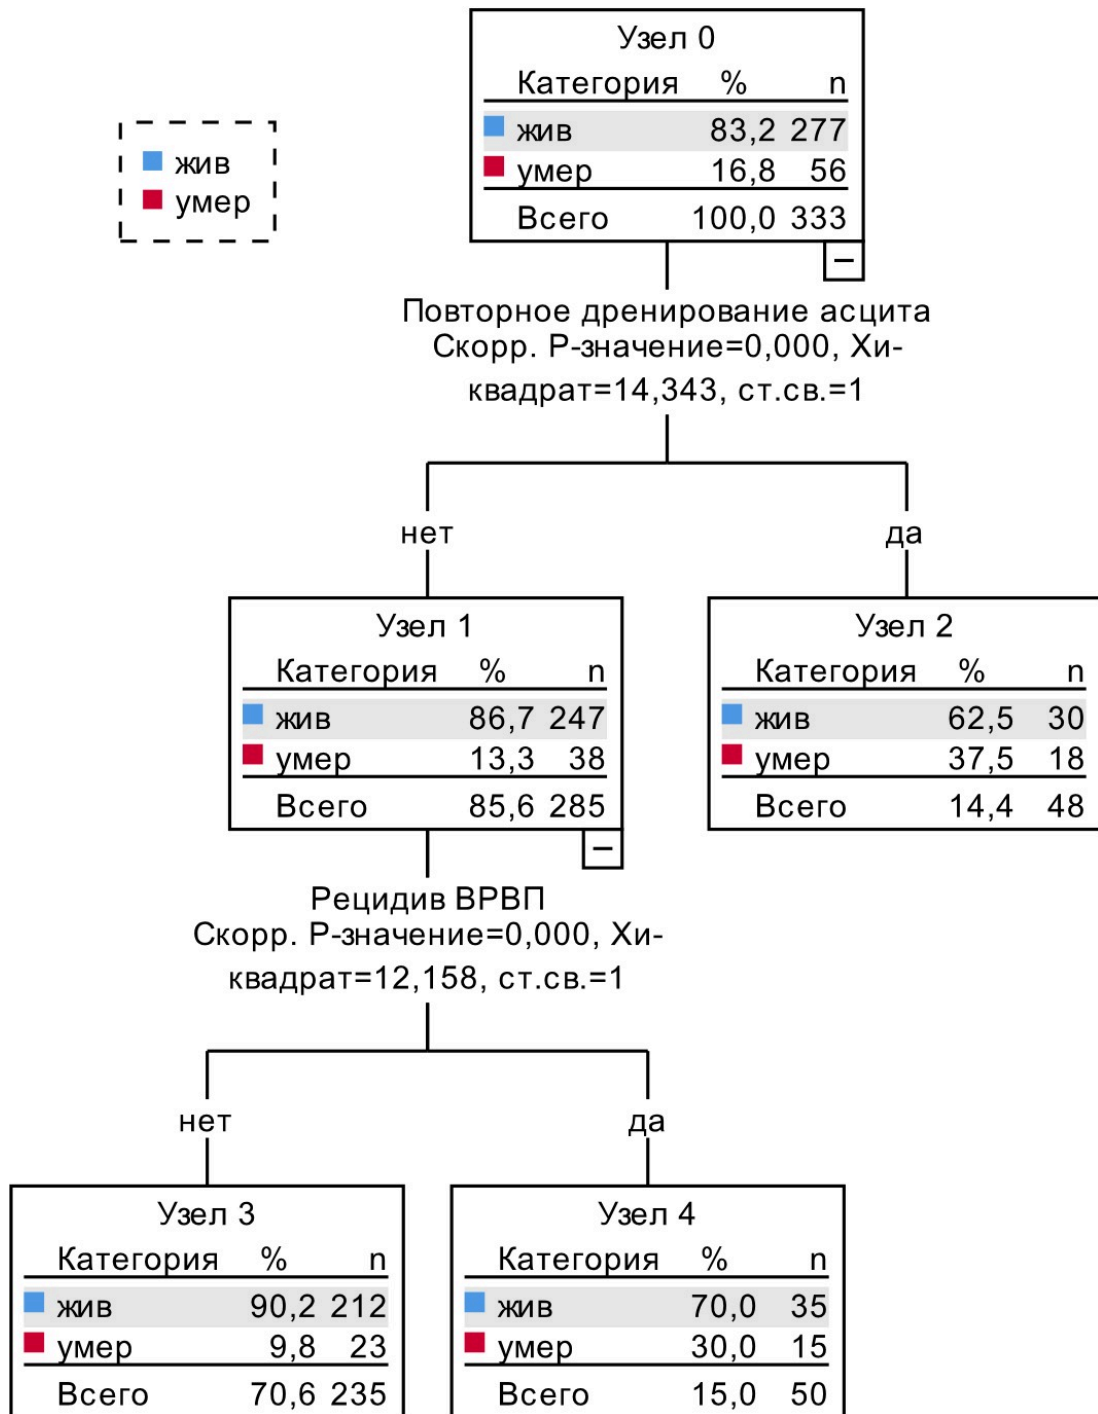 Узел 0
Категория % n
жив 83,2 277
умер 16,8 56
Всего 100,0 333
жив
умер
Повторное дренирование асцита
Скорр. P-значение=0,000, Хи-
квадрат=14,343, ст.св.=1
нет
да
Узел 1
Категория % n
жив 86,7 247
умер 13,3 38
Всего 85,6 285
Узел 2
Категория % n
жив 62,5 30
умер 37,5 18
Всего 14,4 48
Рецидив ВРВП
Скорр. P-значение=0,000, Хи-
квадрат=12,158, ст.св.=1
нет
да
Узел 3
Категория % n
жив 90,2 212
умер 9,8 23
Всего 70,6 235
Узел 4
Категория % n
жив 70,0 35
умер 30,0 15
Всего 15,0 50